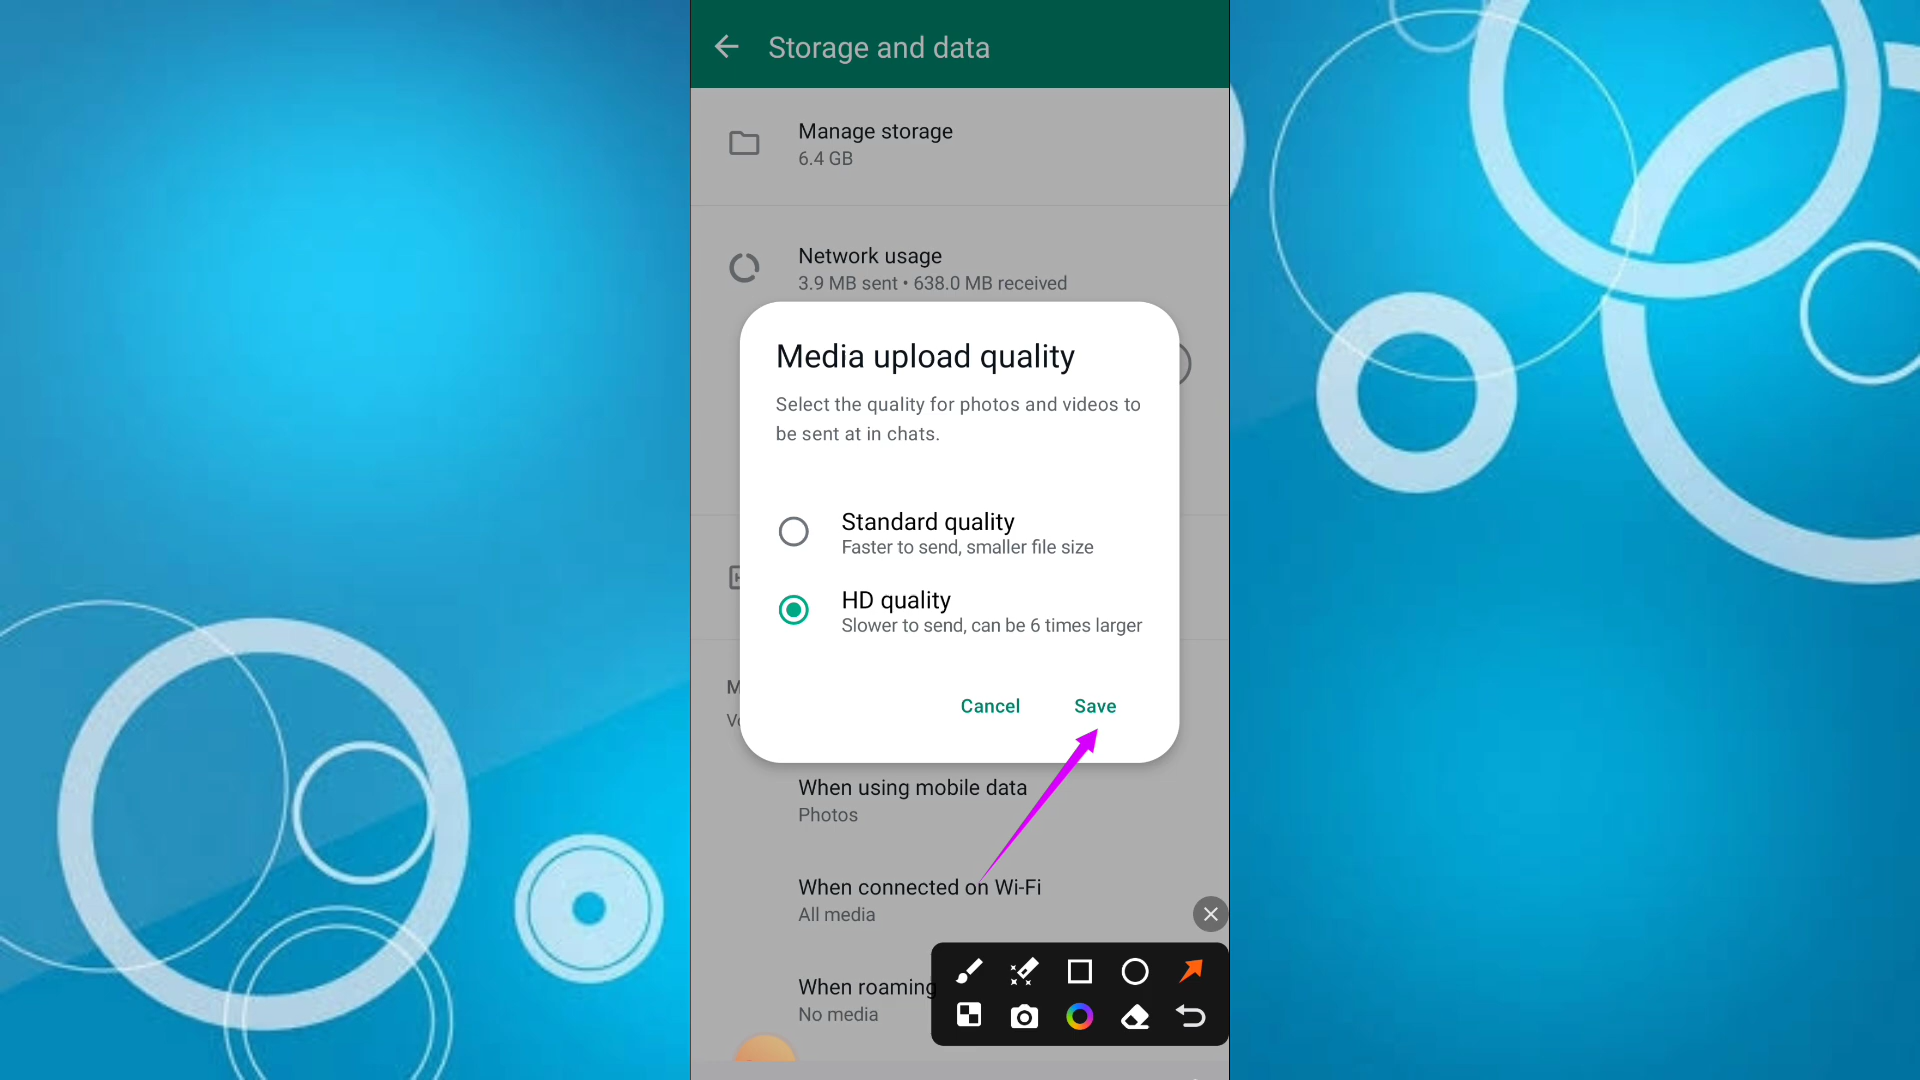 Storage and data
Manage storage
6.4 GB
Network usage
3.9 MB sent • 638.0 MB received
Media upload quality
Select the quality for photos and videos to
be sent at in chats.
Standard quality
Faster to send, smaller file size
HD quality
Slower to send, can be 6 times larger
Cancel
Save
When using mobile data
Photos
When connected on Wi-Fi
All media
When roaming
No media